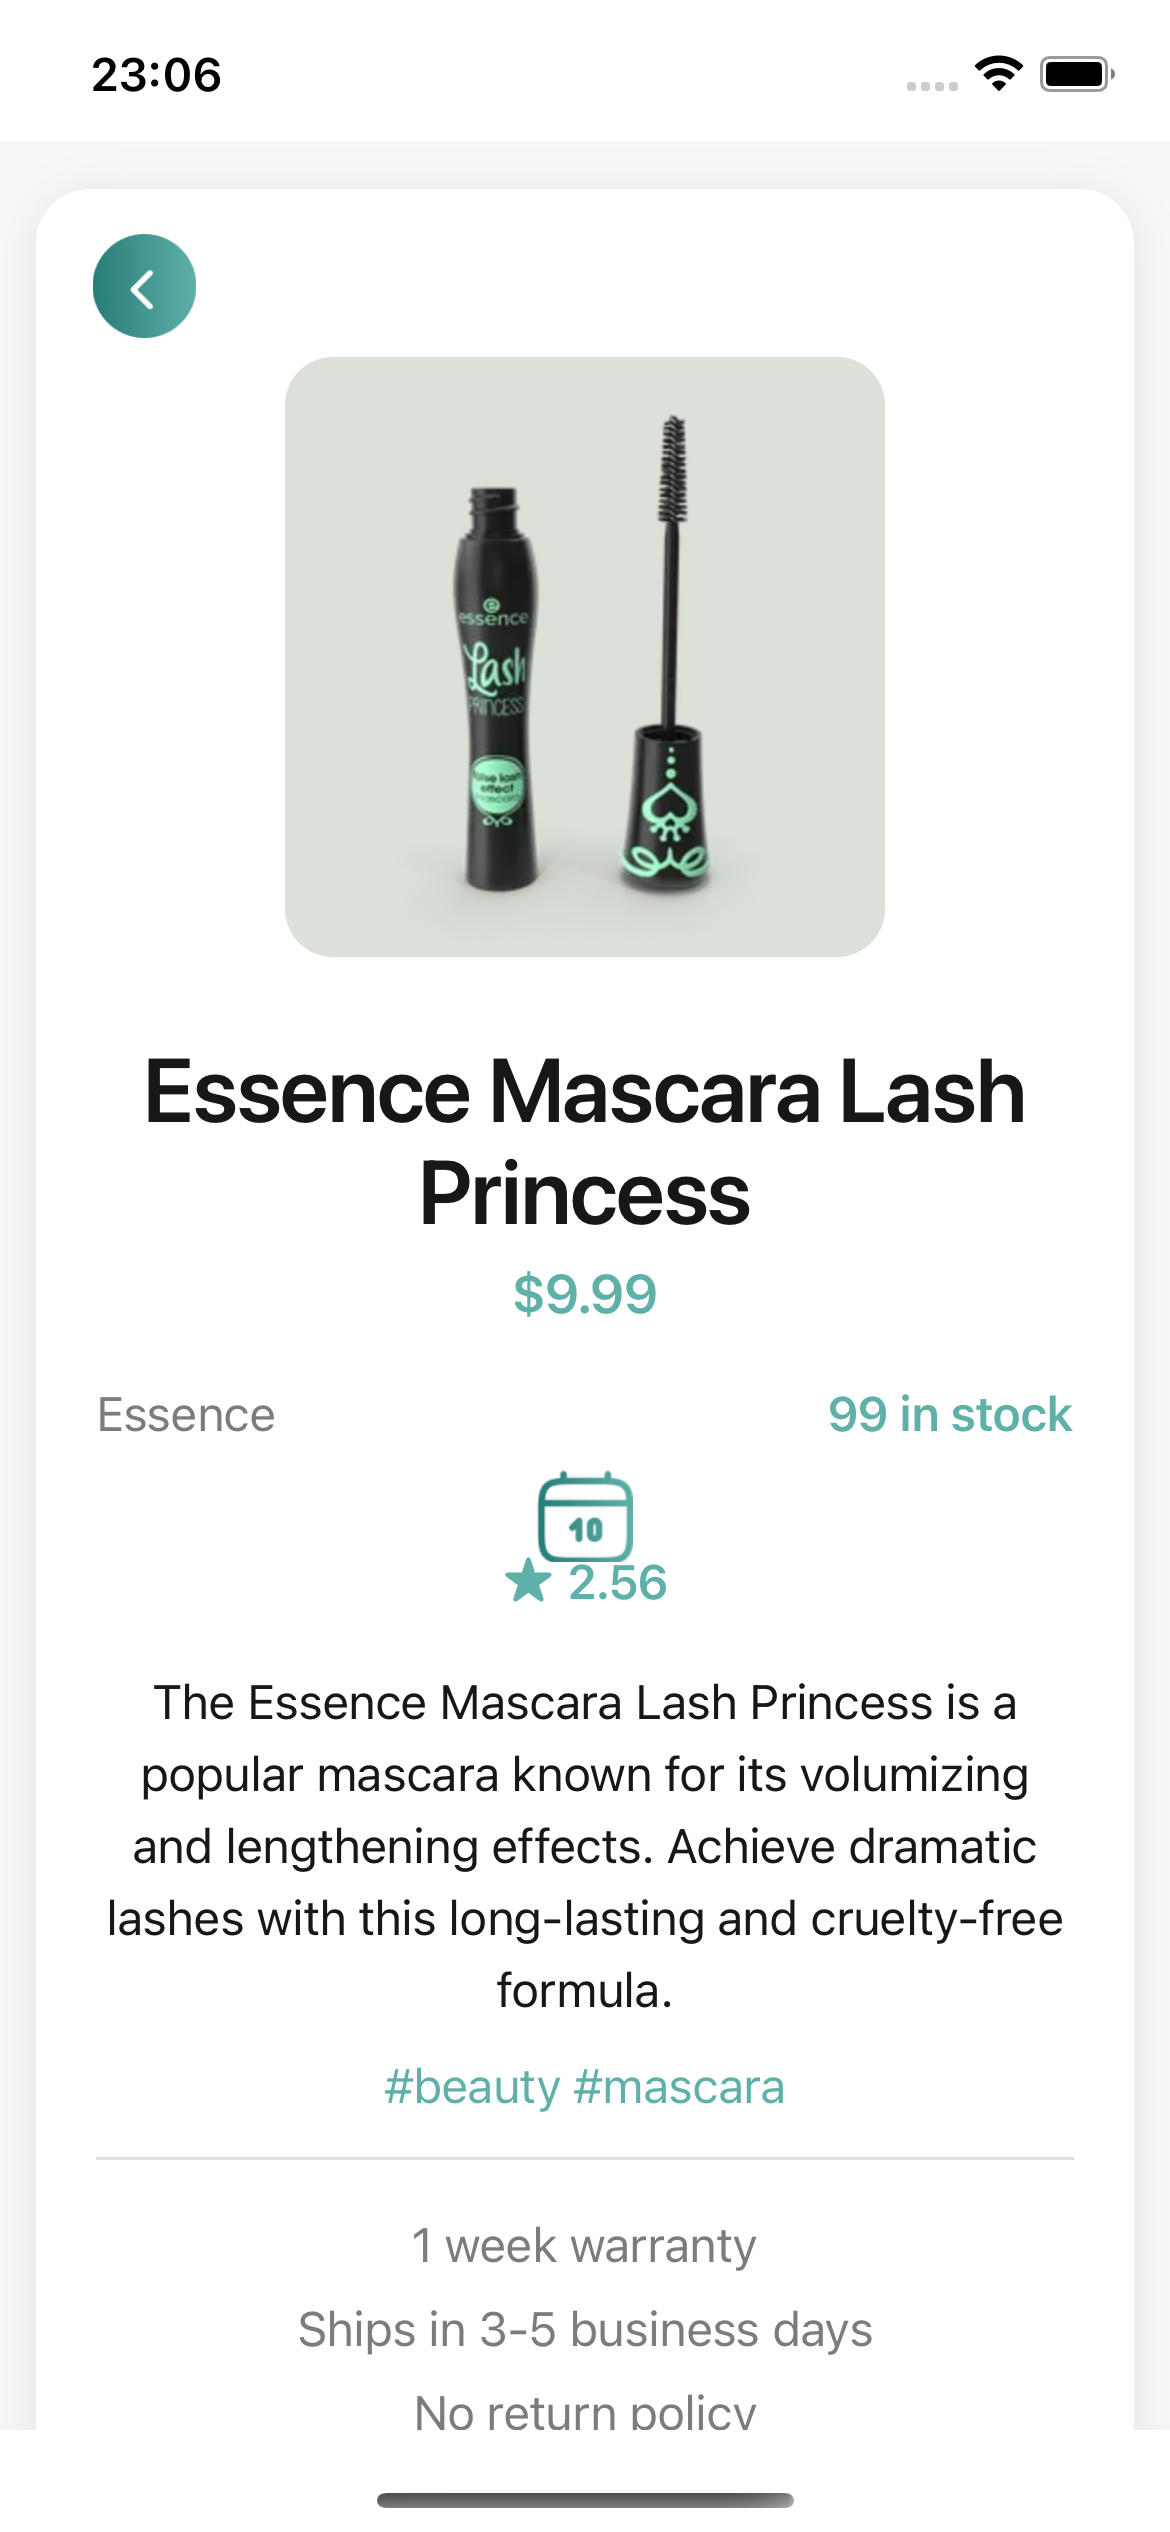 23:06
essence
Lash
PRINCESS
false lash
effect
mascara
Essence Mascara Lash
Princess
$9.99
Essence
99 in stock
10
2.56
The Essence Mascara Lash Princess is a
popular mascara known for its volumizing
and lengthening effects. Achieve dramatic
lashes with this long-lasting and cruelty-free
formula.
#beauty #mascara
1 week warranty
Ships in 3-5 business days
No return policy